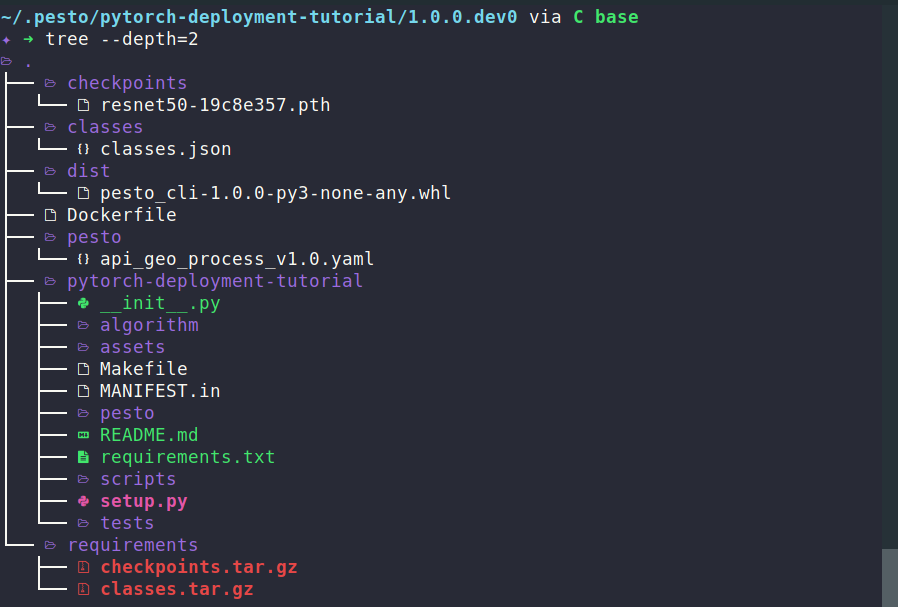 ~/.pesto/pytorch-deployment-tutorial/1.0.0.dev0 via C base
✦ ➜ tree --depth=2
.
checkpoints
resnet50-19c8e357.pth
classes
{} classes.json
dist
pesto_cli-1.0.0-py3-none-any.whl
Dockerfile
pesto
{} api_geo_process_v1.0.yaml
pytorch-deployment-tutorial
__init__.py
algorithm
assets
Makefile
MANIFEST.in
pesto
README.md
requirements.txt
scripts
setup.py
tests
requirements
checkpoints.tar.gz
classes.tar.gz